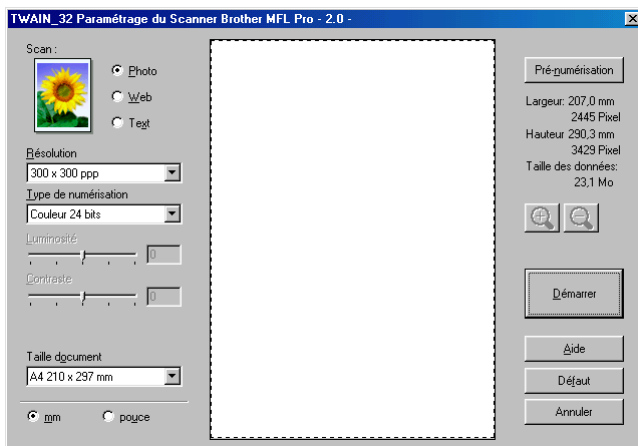 TWAIN_32 Paramétrage du Scanner Brother MFL Pro - 2.0 -
Scan :
Photo
Web
Text
Résolution
300 x 300 ppp
Type de numérisation
Couleur 24 bits
Luminosité
0
Contraste
0
Taille document
A4 210 x 297 mm
mm
pouce
Pré-numérisation
Largeur: 207,0 mm
2445 Pixel
Hauteur 290,3 mm
3429 Pixel
Taille des données:
23,1 Mo
Démarrer
Aide
Défaut
Annuler